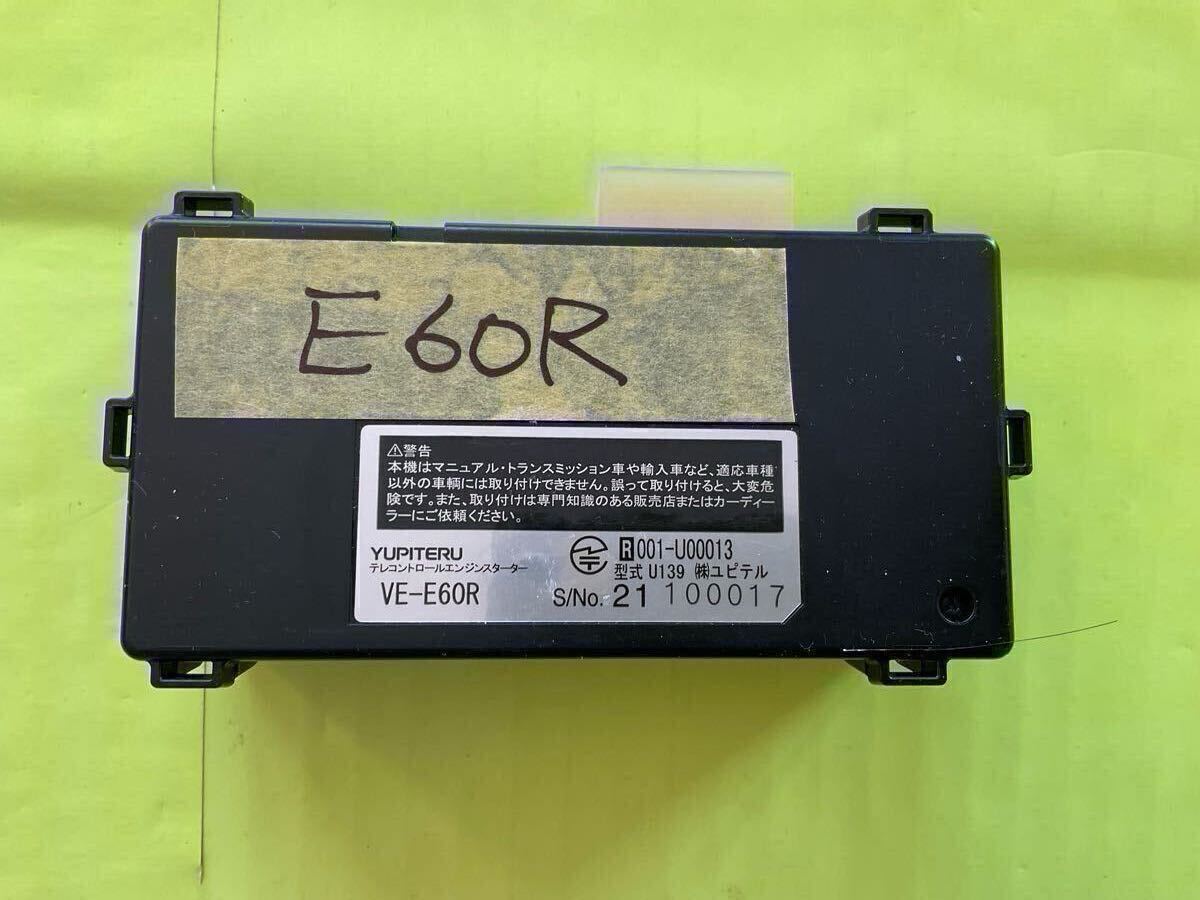 E60R
⚠警告
本機はマニュアル・トランスミッション車や輸入車など、適応車種
以外の車輌には取り付けできません。誤って取り付けると、大変危
険です。また、取り付けは専門知識のある販売店またはカーディー
ラーにご依頼ください。
YUPITERU
テレコントロールエンジンスターター
VE-E60R
R 001-U00013
型式 U139 ㈱ユピテル
S/No. 21 100017